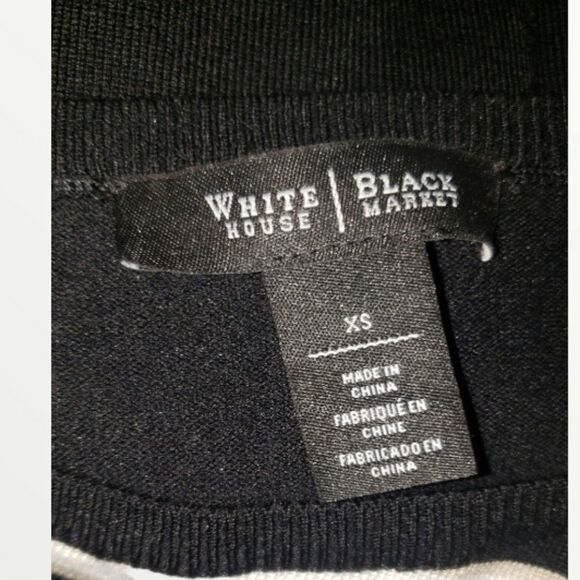 WHITE HOUSE | BLACK MARKET
XS
MADE IN
CHINA
FABRIQUÉ EN
CHINE
FABRICADO EN
CHINA